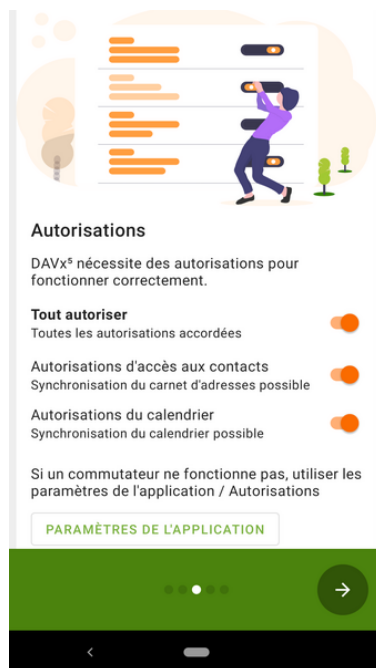 Autorisations
DAVx⁵ nécessite des autorisations pour
fonctionner correctement.
Tout autoriser
Toutes les autorisations accordées
Autorisations d'accès aux contacts
Synchronisation du carnet d'adresses possible
Autorisations du calendrier
Synchronisation du calendrier possible
Si un commutateur ne fonctionne pas, utiliser les
paramètres de l'application / Autorisations
PARAMÈTRES DE L'APPLICATION